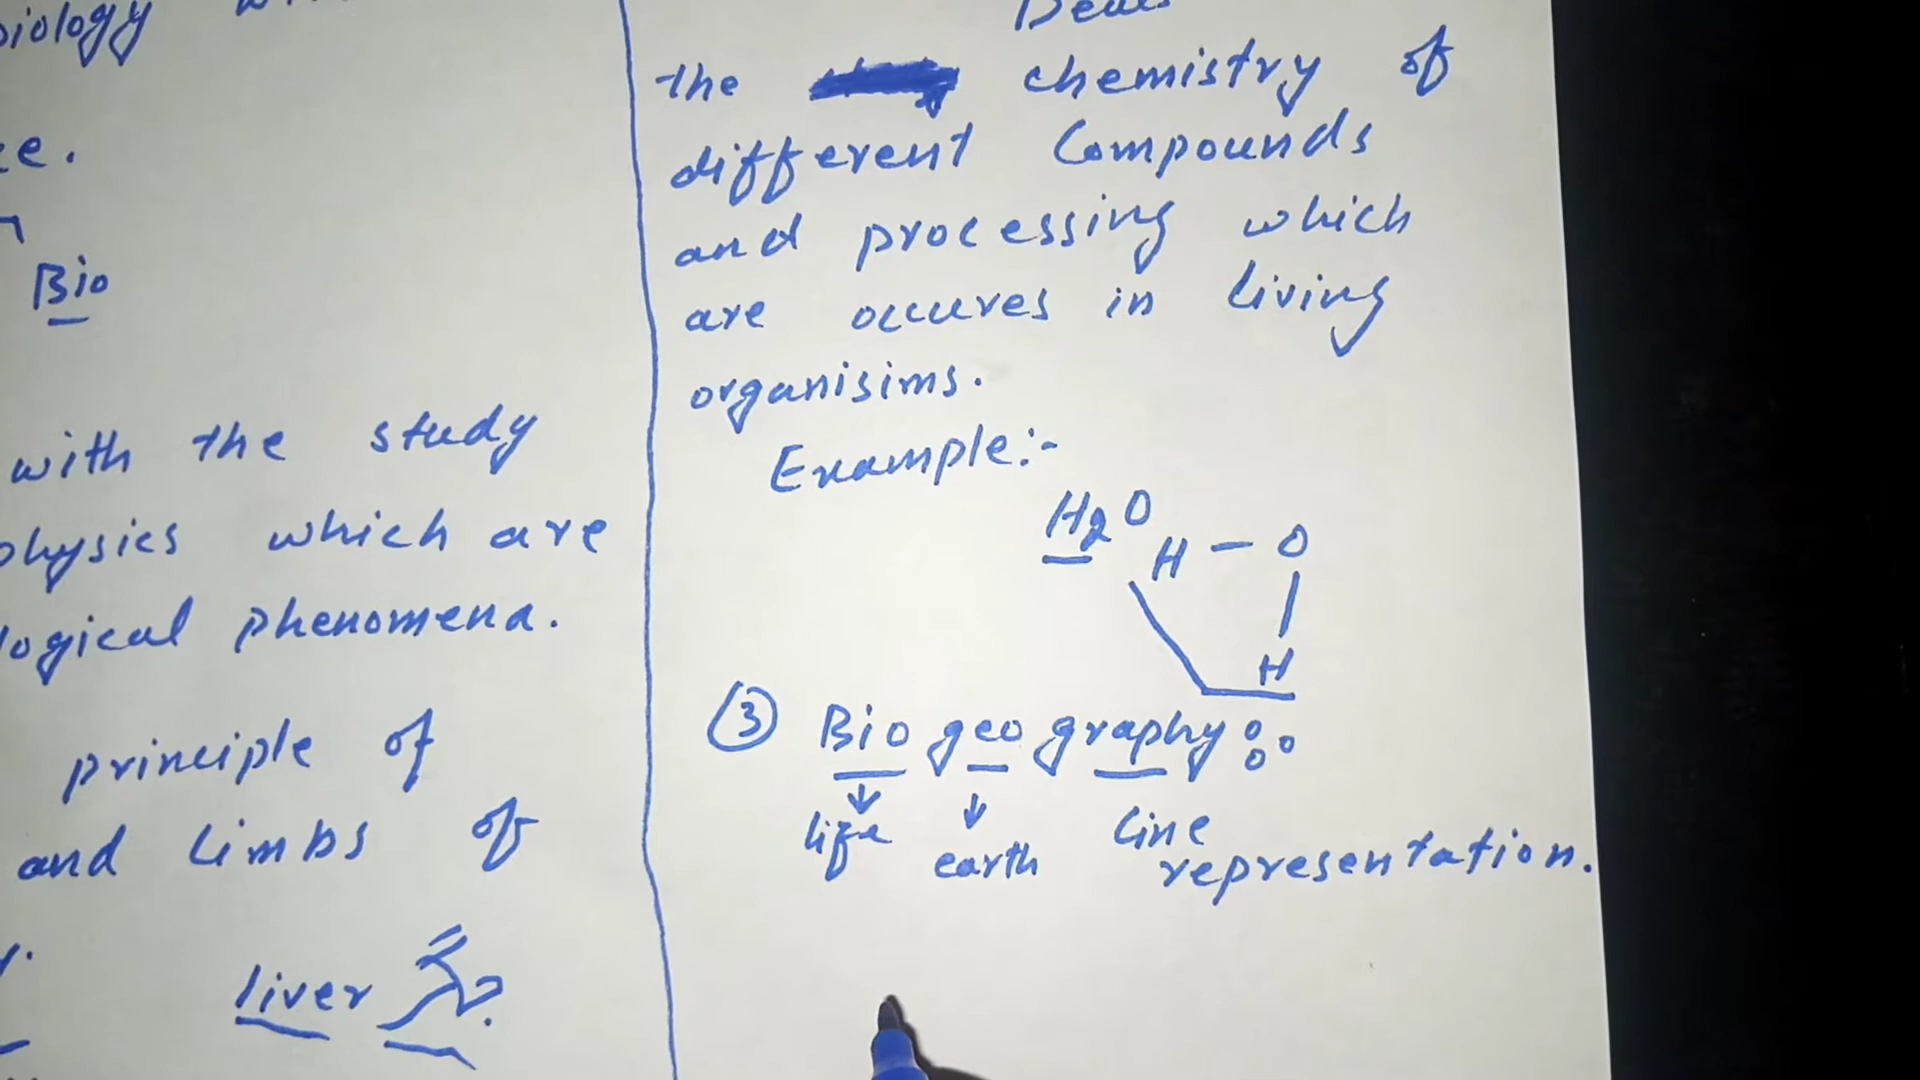 biology
ce.
Bio
with the study
physics which are
logical phenomena.
principle of
and limbs of
liver
the chemistry of
different Compounds
and processing which
are occures in living
organisims.
Example:-
H2O
H - O
H
③ Bio geo graphy
life earth line
representation.